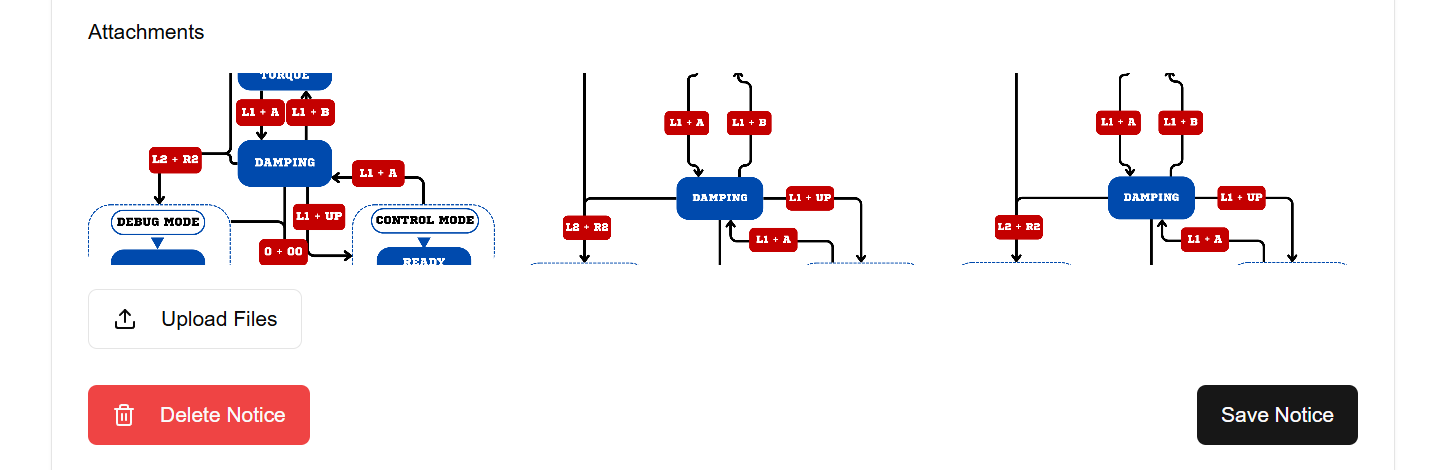 Attachments
TORQUE
L1 + A
L1 + B
DAMPING
L2 + R2
L1 + A
L1 + UP
DEBUG MODE
CONTROL MODE
O + OO
READY
L1 + A
L1 + B
DAMPING
L1 + UP
L2 + R2
L1 + A
L1 + A
L1 + B
DAMPING
L1 + UP
L2 + R2
L1 + A
Upload Files
Delete Notice
Save Notice